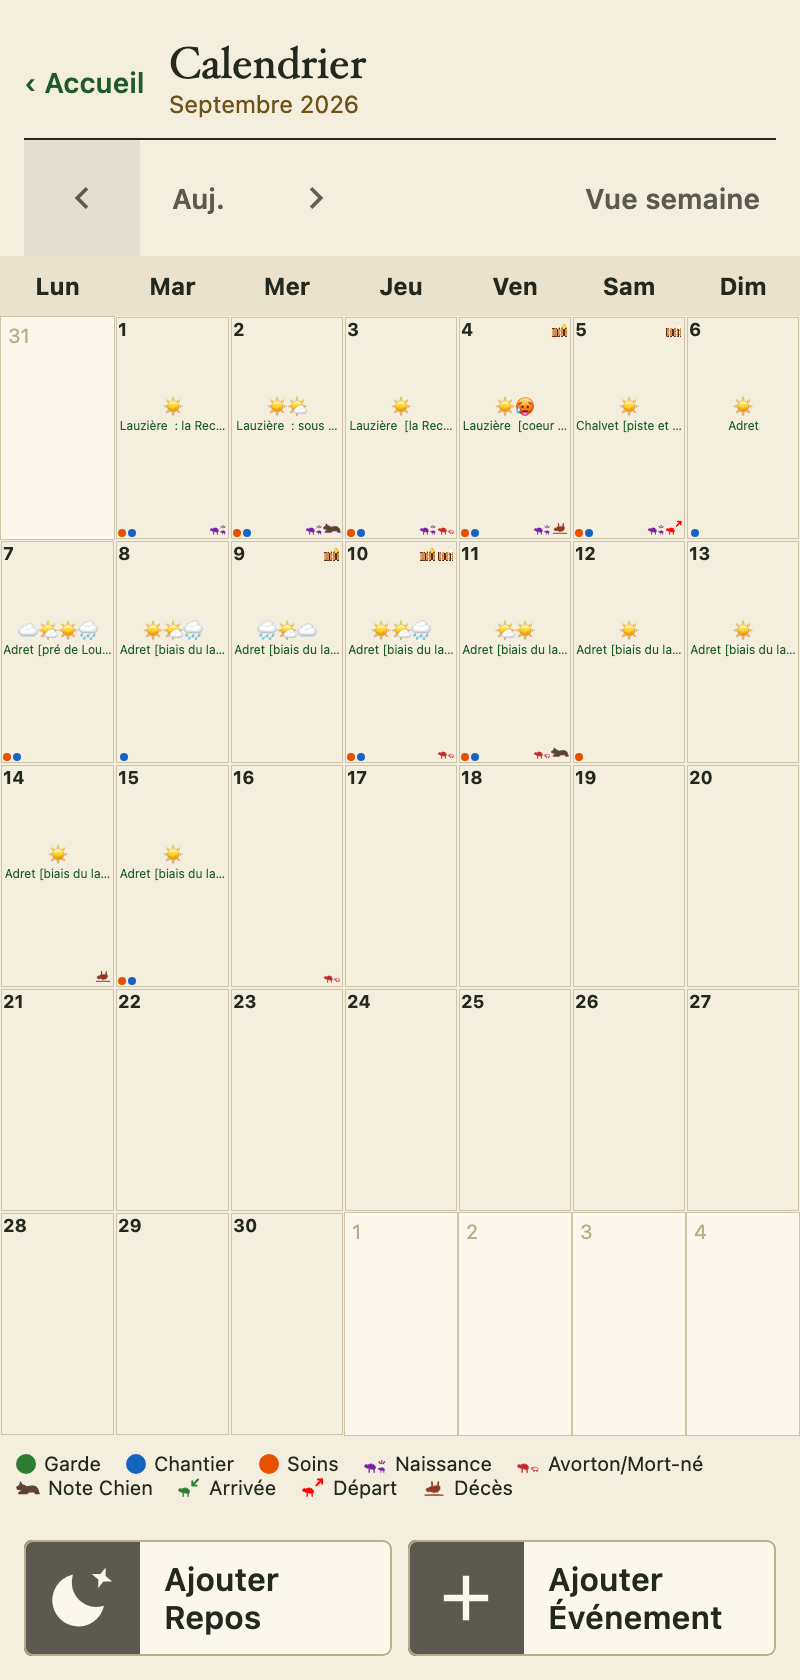 ‹ Accueil
Calendrier
Septembre 2026
Auj.
Vue semaine
Lun Mar Mer Jeu Ven Sam Dim
31 1 2 3 4 5 6
Lauzière : la Rec... Lauzière : sous ... Lauzière [la Rec... Lauzière [coeur ... Chalvet [piste et ... Adret
7 8 9 10 11 12 13
Adret [pré de Lou... Adret [biais du la... Adret [biais du la... Adret [biais du la... Adret [biais du la... Adret [biais du la... Adret [biais du la...
14 15 16 17 18 19 20
Adret [biais du la... Adret [biais du la...
21 22 23 24 25 26 27
28 29 30 1 2 3 4
Garde Chantier Soins Naissance Avorton/Mort-né
Note Chien Arrivée Départ Décès
Ajouter
Repos
Ajouter
Événement